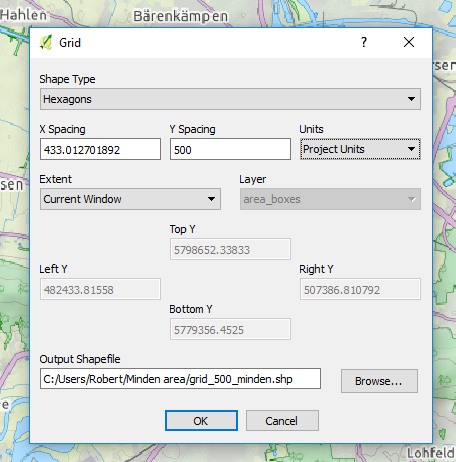 Hahlen
Bärenkämpen
Grid
Shape Type
Hexagons
X Spacing
Y Spacing
Units
433.012701892
500
Project Units
Extent
Layer
Current Window
area_boxes
Top Y
5798652.33833
Left Y
Right Y
482433.81558
507386.810792
Bottom Y
5779356.4525
Output Shapefile
C:/Users/Robert/Minden area/grid_500_minden.shp
Browse...
OK
Cancel
Lohfeld